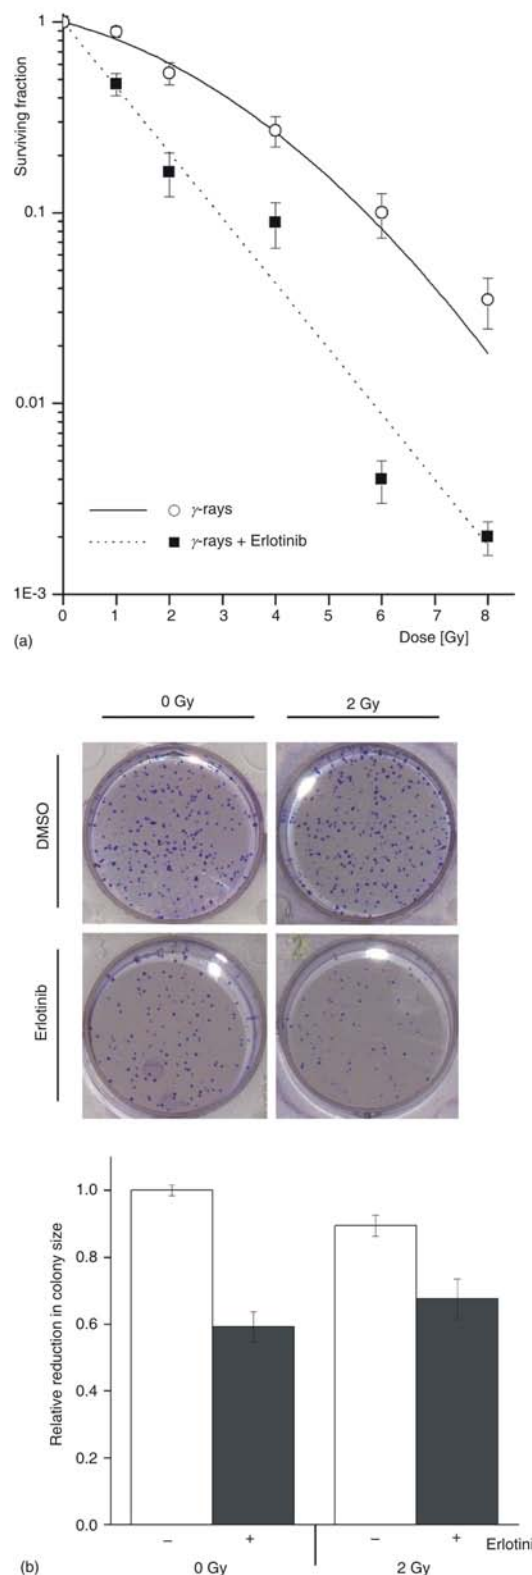 Surviving fraction
1
0.1
0.01
1E-3
γ-rays
γ-rays + Erlotinib
0 1 2 3 4 5 6 7 8
Dose [Gy]
(a)
0 Gy 2 Gy
DMSO
Erlotinib
Relative reduction in colony size
1.0
0.8
0.6
0.4
0.2
0.0
– + – + Erlotini
0 Gy 2 Gy
(b)